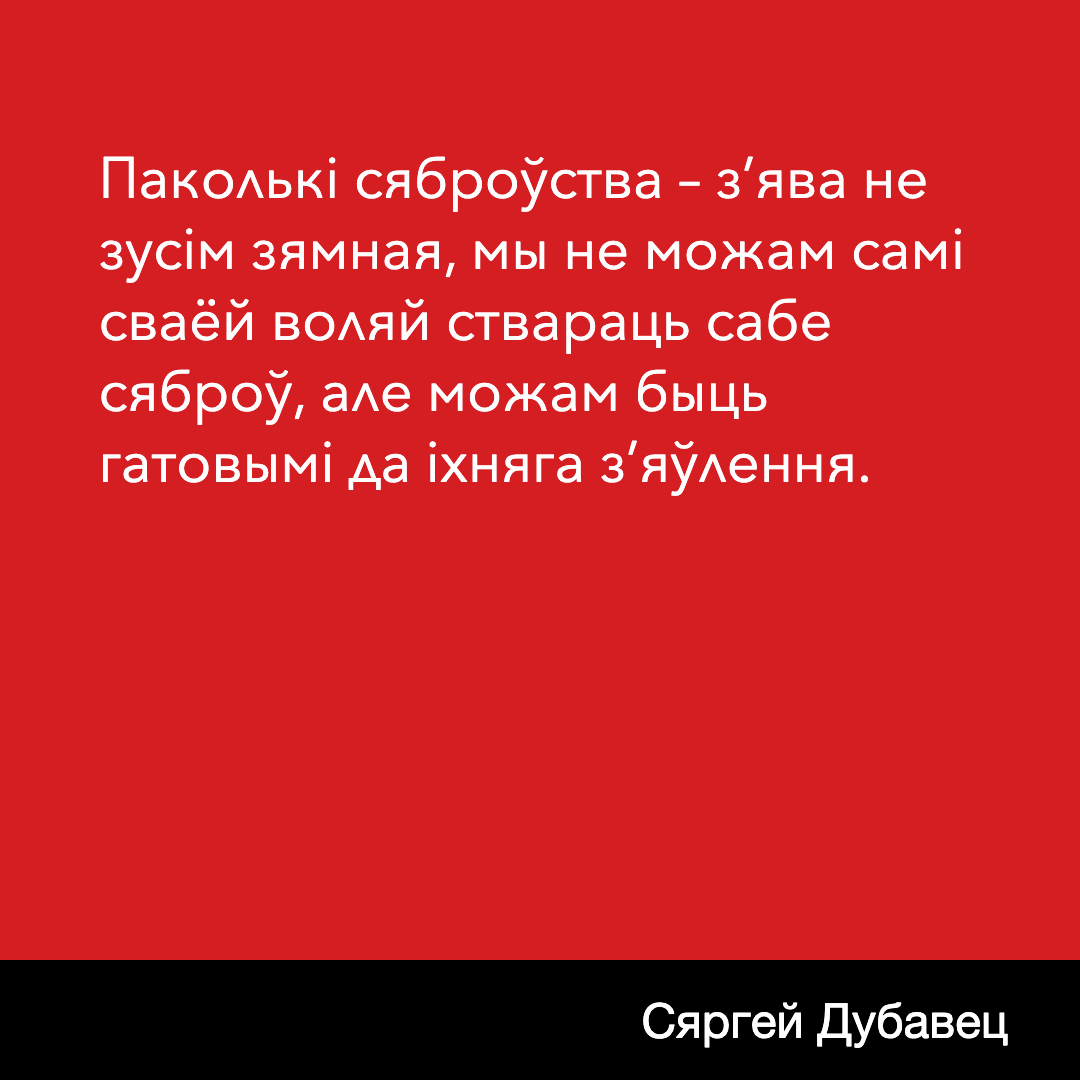 Паколькі сяброўства – з’ява не
зусім зямная, мы не можам самі
сваёй воляй ствараць сабе
сяброў, але можам быць
гатовымі да іхняга з’яўлення.
Сяргей Дубавец